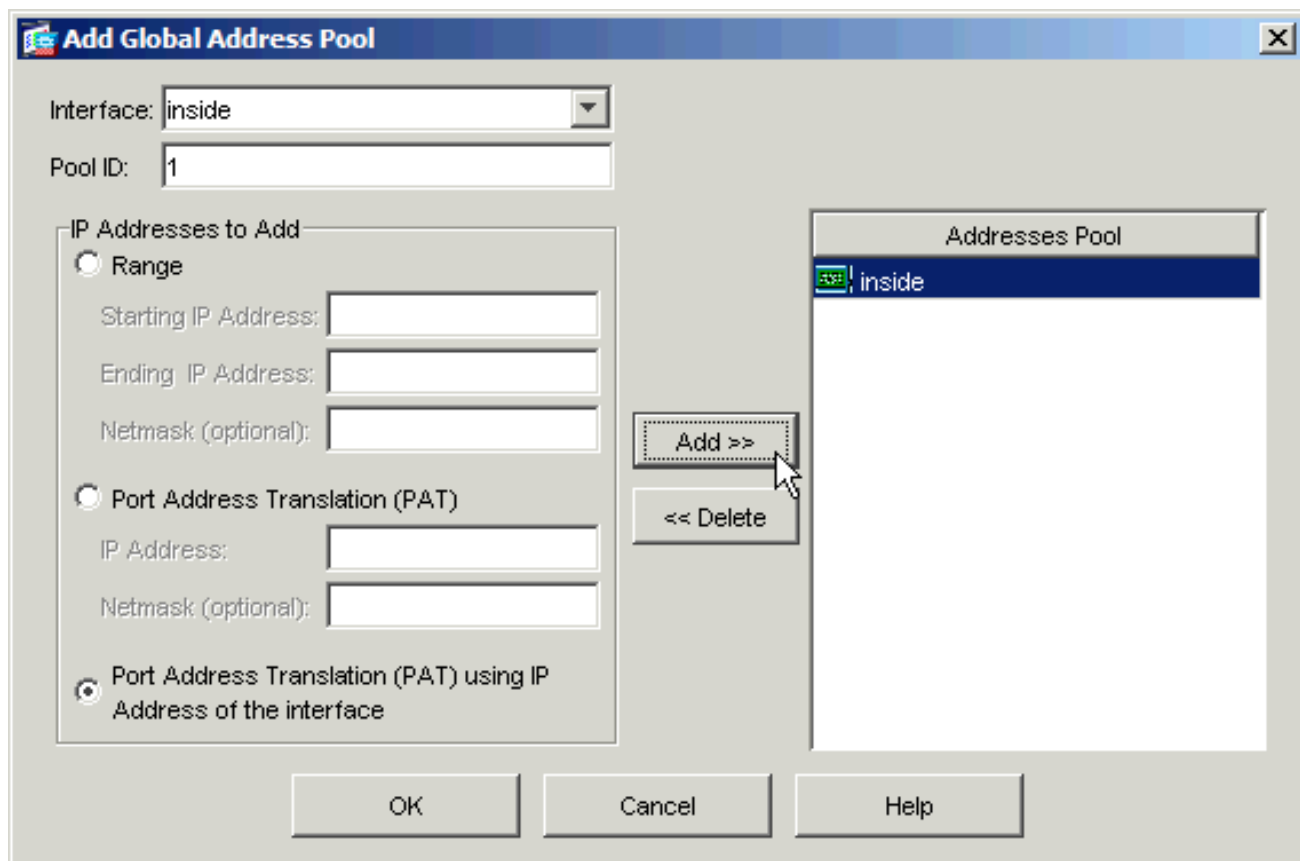 Add Global Address Pool
Interface: inside
Pool ID: 1
IP Addresses to Add
Range
Starting IP Address:
Ending IP Address:
Netmask (optional):
Port Address Translation (PAT)
IP Address:
Netmask (optional):
Port Address Translation (PAT) using IP
Address of the interface
Add >>
<< Delete
Addresses Pool
inside
OK
Cancel
Help